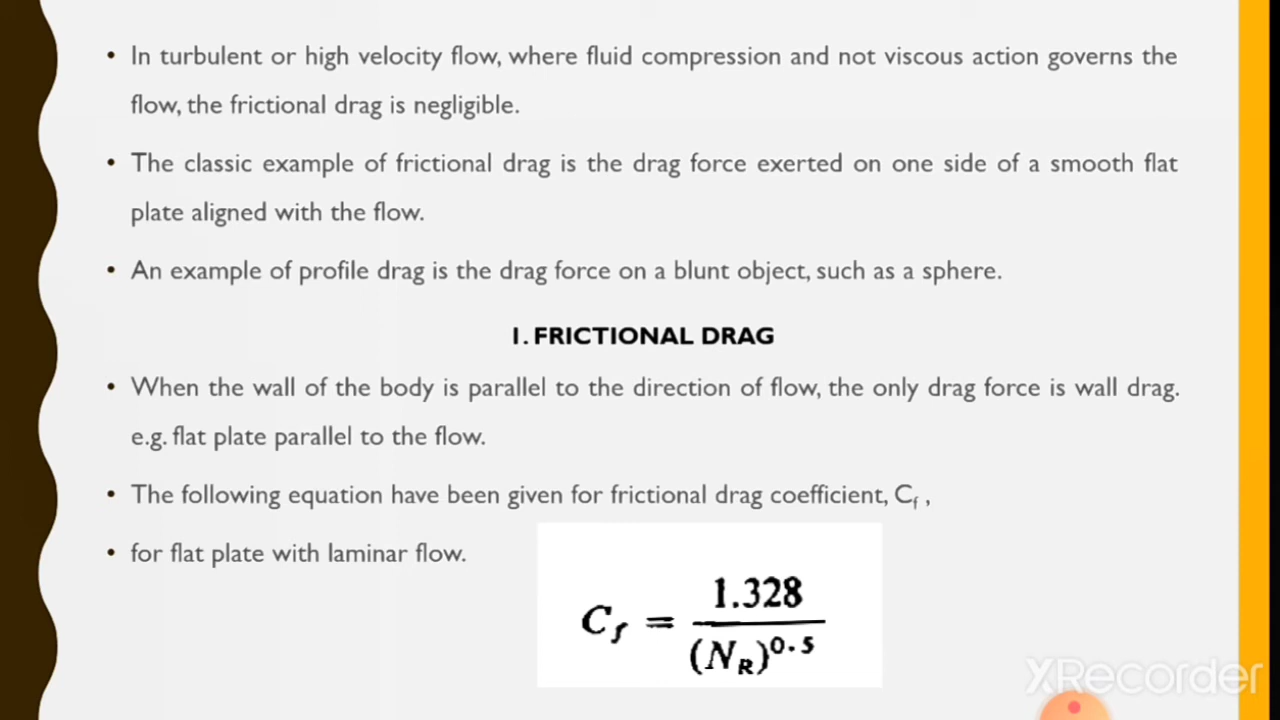 • In turbulent or high velocity flow, where fluid compression and not viscous action governs the
flow, the frictional drag is negligible.
• The classic example of frictional drag is the drag force exerted on one side of a smooth flat
plate aligned with the flow.
• An example of profile drag is the drag force on a blunt object, such as a sphere.
1. FRICTIONAL DRAG
• When the wall of the body is parallel to the direction of flow, the only drag force is wall drag.
e.g. flat plate parallel to the flow.
• The following equation have been given for frictional drag coefficient, Cf ,
• for flat plate with laminar flow.
Cf = 1.328 / (NR)^0.5
XRecorder